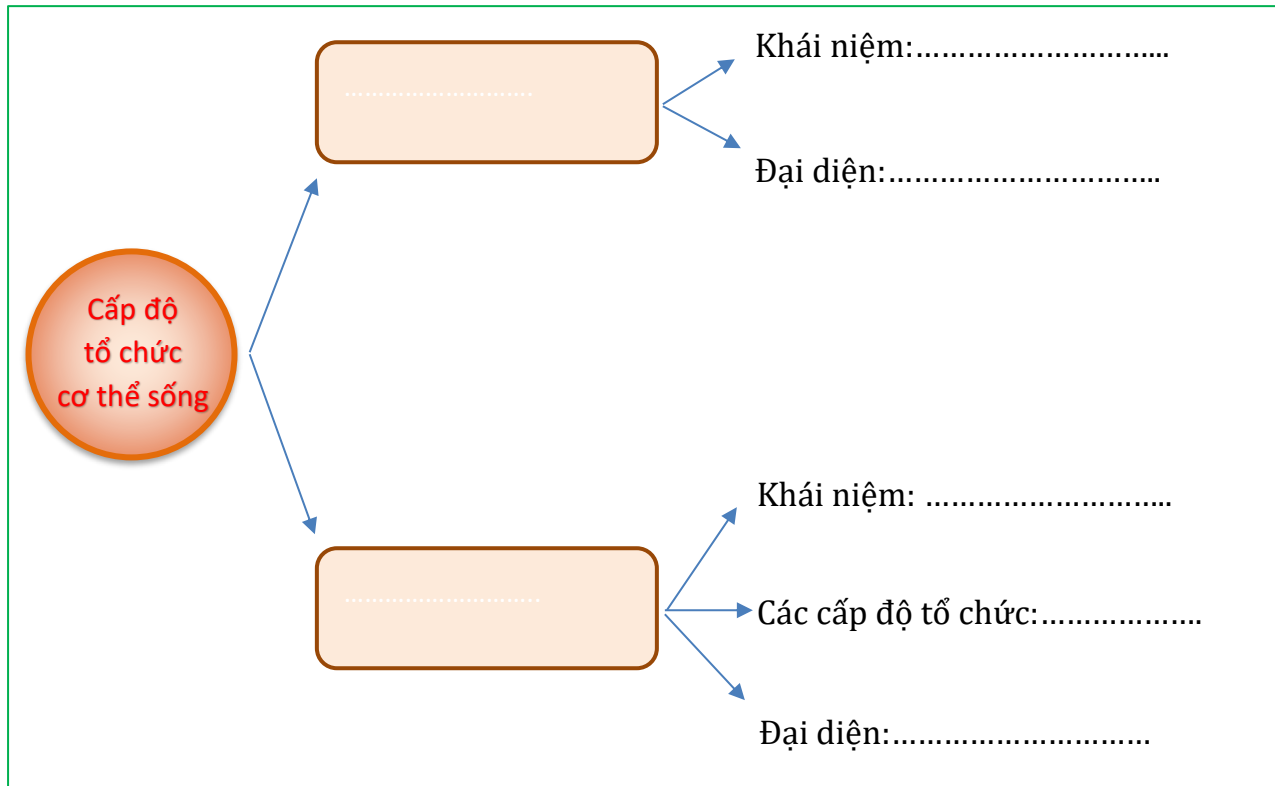 Khái niệm:...........................
............................
Đại diện:.............................
Cấp độ
tổ chức
cơ thể sống
Khái niệm: ..........................
.............................
Các cấp độ tổ chức:..................
Đại diện:............................